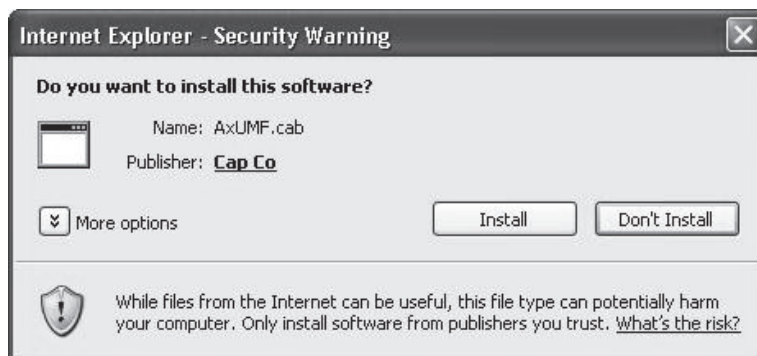 Internet Explorer - Security Warning
Do you want to install this software?
Name: AxUMF.cab
Publisher: Cap Co
More options
Install
Don't Install
While files from the Internet can be useful, this file type can potentially harm
your computer. Only install software from publishers you trust. What's the risk?